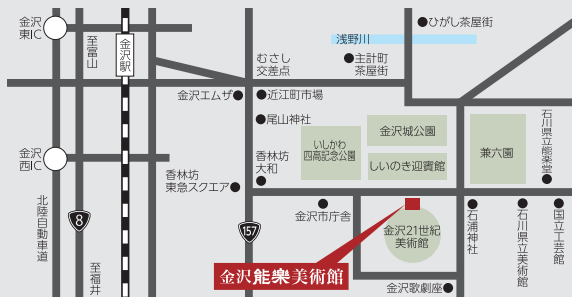 金沢
東IC
至富山
金沢駅
むさし
交差点
浅野川
ひがし茶屋街
主計町
茶屋街
金沢エムザ
近江町市場
尾山神社
いしかわ
四高記念公園
金沢城公園
しいのき迎賓館
兼六園
石川県立能楽堂
金沢
西IC
香林坊
東急スクエア
香林坊
大和
北陸自動車道
8
至福井
157
金沢市庁舎
金沢21世紀
美術館
石浦神社
石川県立美術館
国立工芸館
金沢能樂美術館
金沢歌劇座